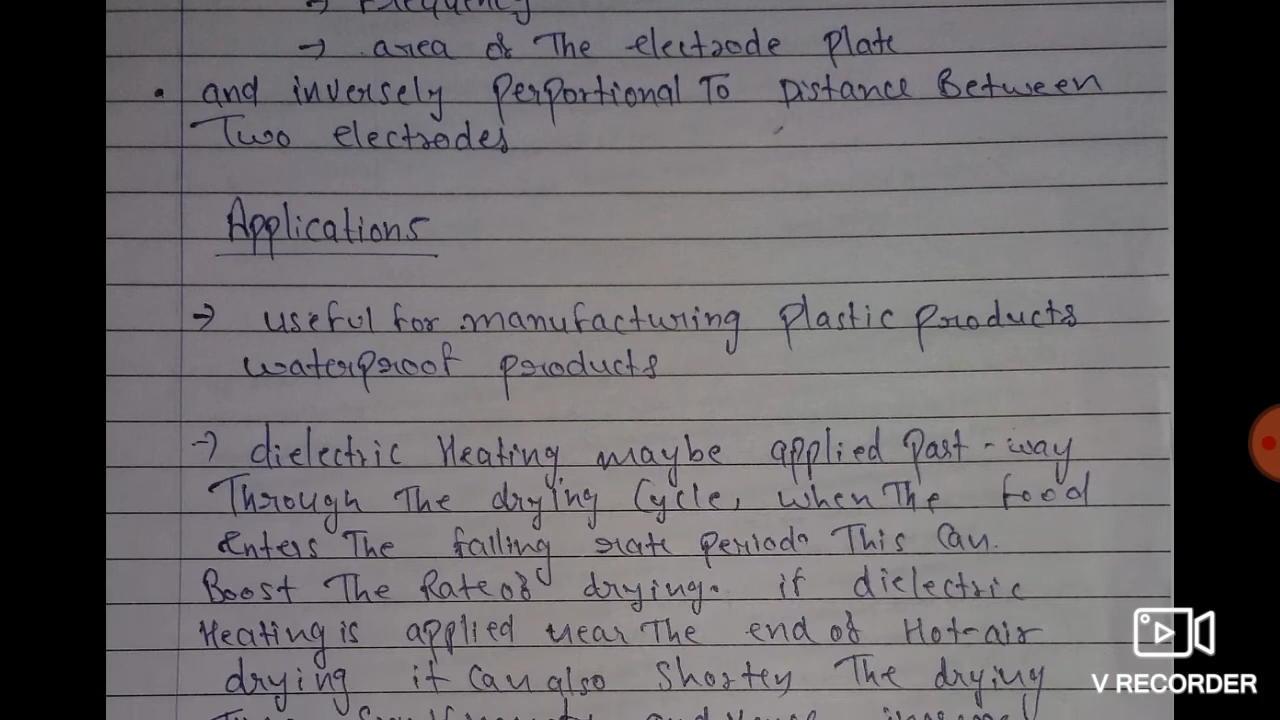 → Frequency
→ area of The electrode plate
• and inversely perportional To Distance Between
Two electrodes
Applications
→ useful for manufacturing plastic products
waterproof products
→ dielectric Heating maybe applied Part-way
Through The drying Cycle, when The food
Enters The falling rate period. This Can.
Boost The Rate of drying. if dielectric
Heating is applied near The end of Hot-air
drying it Can also Shorten The drying
V RECORDER